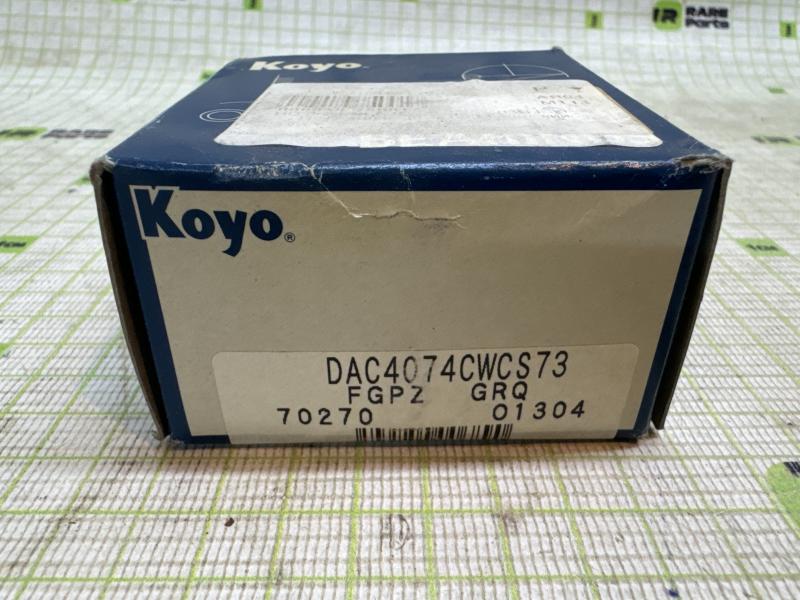 RARE
Parts
Koyo
Koyo®
DAC4074CWCS73
FGPZ GRQ
70270 01304